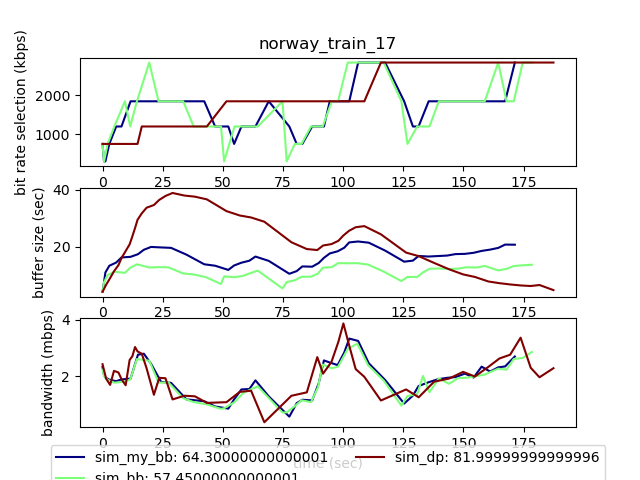 norway_train_17
bit rate selection (kbps)
2000
1000
0 25 50 75 100 125 150 175
buffer size (sec)
40
20
0 25 50 75 100 125 150 175
bandwidth (mbps)
4
2
0 25 50 75 100 125 150 175
time (sec)
sim_my_bb: 64.30000000000001
sim_dp: 81.99999999999996
sim_bb: 57.45000000000001